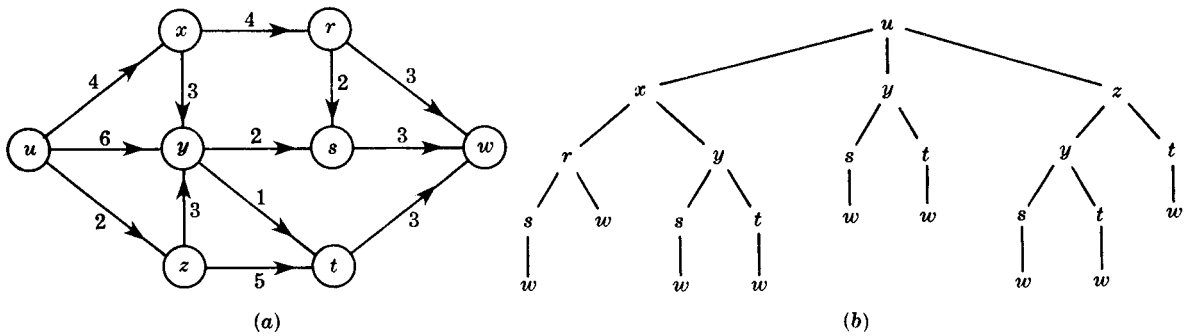 x 4 r
4 3 2 3
u 6 y 2 s 3 w
2 3 1 3
z 5 t
(a)
u
x y z
r y s t y t
s w s t w w s t w
w w w w w
(b)